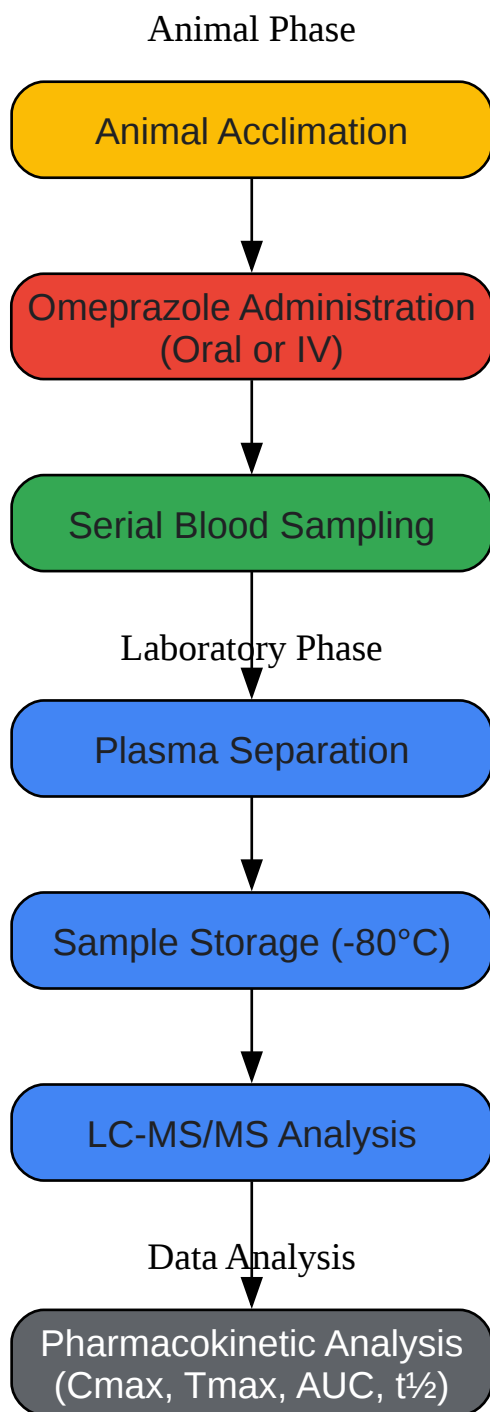 Animal Phase
Animal Acclimation
Omeprazole Administration
(Oral or IV)
Serial Blood Sampling
Laboratory Phase
Plasma Separation
Sample Storage (-80°C)
LC-MS/MS Analysis
Data Analysis
Pharmacokinetic Analysis
(Cmax, Tmax, AUC, t½)